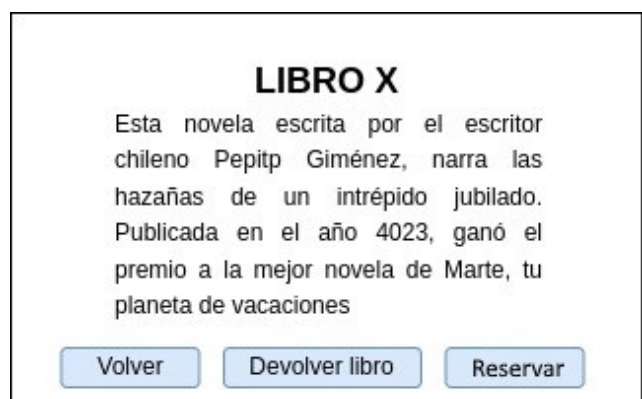 LIBRO X
Esta novela escrita por el escritor
chileno Pepitp Giménez, narra las
hazañas de un intrépido jubilado.
Publicada en el año 4023, ganó el
premio a la mejor novela de Marte, tu
planeta de vacaciones
Volver Devolver libro Reservar